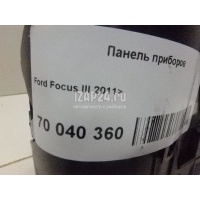 Панель приборов
Ford Focus III 2011>
IZAP24.ru
70 040 360